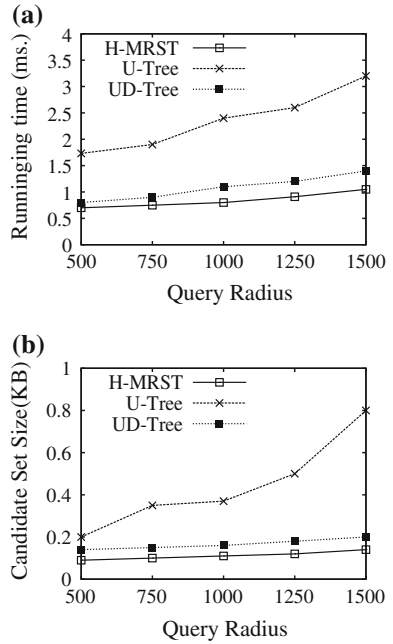 (a)
4
3.5
3
2.5
2
1.5
1
0.5
0
Runninging time (ms.)
H-MRST
U-Tree
UD-Tree
500 750 1000 1250 1500
Query Radius
(b)
1
0.8
0.6
0.4
0.2
0
Candidate Set Size(KB)
H-MRST
U-Tree
UD-Tree
500 750 1000 1250 1500
Query Radius